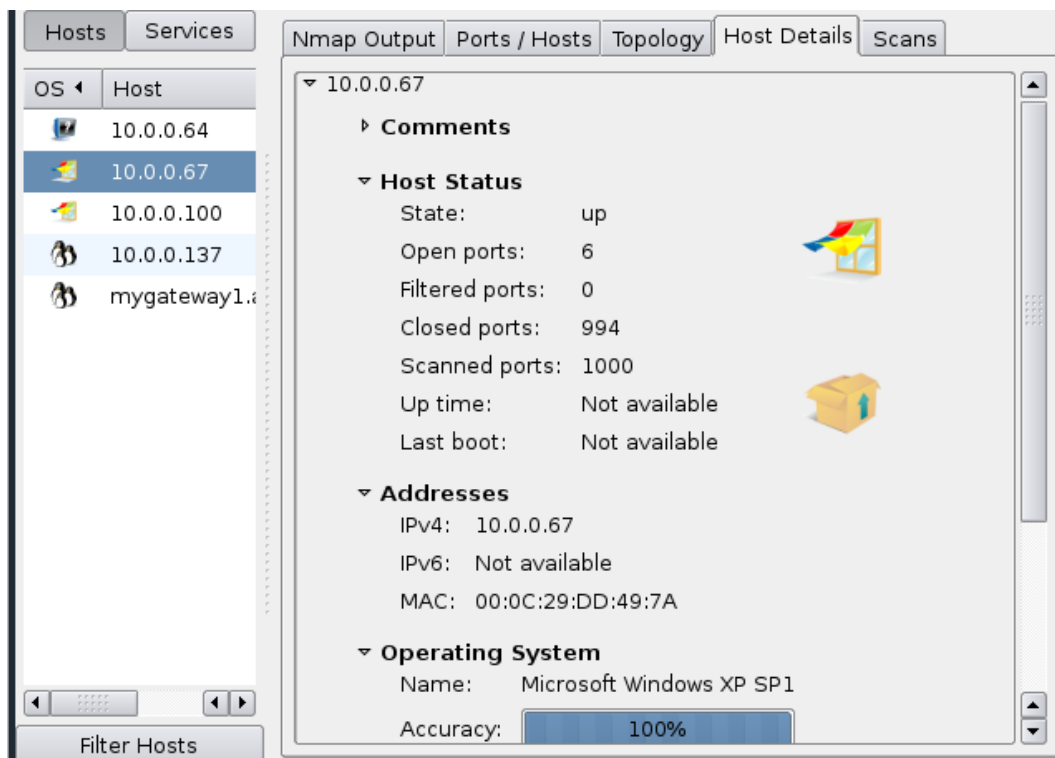 Hosts Services
OS Host
10.0.0.64
10.0.0.67
10.0.0.100
10.0.0.137
mygateway1.a
Filter Hosts
Nmap Output Ports / Hosts Topology Host Details Scans
10.0.0.67
Comments
Host Status
State: up
Open ports: 6
Filtered ports: 0
Closed ports: 994
Scanned ports: 1000
Up time: Not available
Last boot: Not available
Addresses
IPv4: 10.0.0.67
IPv6: Not available
MAC: 00:0C:29:DD:49:7A
Operating System
Name: Microsoft Windows XP SP1
Accuracy: 100%